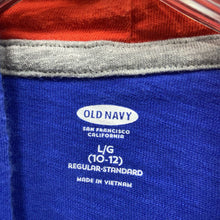 OLD NAVY
SAN FRANCISCO
CALIFORNIA
L/G
(10-12)
REGULAR-STANDARD
MADE IN VIETNAM